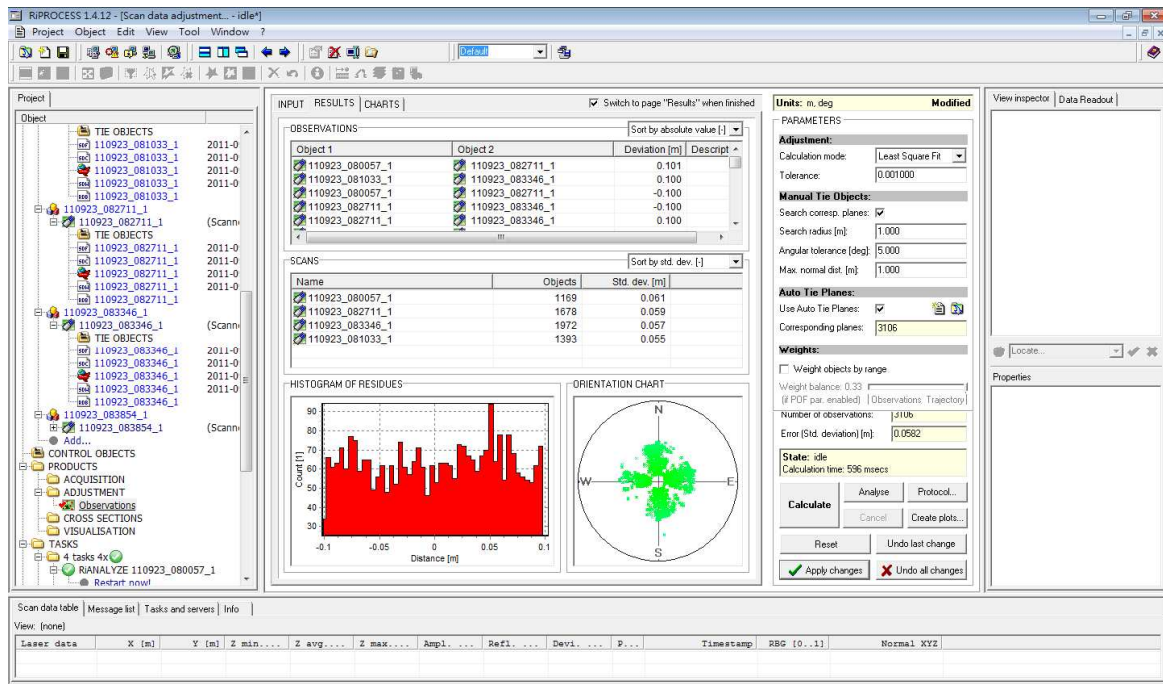 RiPROCESS 1.4.12 - [Scan data adjustment... - idle*]
Project Object Edit View Tool Window ?
Default
Project
Object
TIE OBJECTS
110923_081033_1 2011-0
110923_081033_1 2011-0
110923_081033_1 2011-0
110923_081033_1 2011-0
110923_081033_1
110923_082711_1
110923_082711_1 (Scann
TIE OBJECTS
110923_082711_1 2011-0
110923_082711_1 2011-0
110923_082711_1 2011-0
110923_082711_1 2011-0
110923_082711_1
110923_083346_1
110923_083346_1 (Scann
TIE OBJECTS
110923_083346_1 2011-0
110923_083346_1 2011-0
110923_083346_1 2011-0
110923_083346_1 2011-0
110923_083346_1
110923_083854_1
110923_083854_1 (Scann
Add...
CONTROL OBJECTS
PRODUCTS
ACQUISITION
ADJUSTMENT
Observations
CROSS SECTIONS
VISUALISATION
TASKS
4 tasks 4x
RiANALYZE 110923_080057_1
Restart now!
INPUT RESULTS CHARTS
Switch to page "Results" when finished
OBSERVATIONS
Sort by absolute value [-]
Object 1 Object 2 Deviation [m] Descript
110923_080057_1 110923_082711_1 0.101
110923_081033_1 110923_083346_1 0.100
110923_080057_1 110923_082711_1 -0.100
110923_082711_1 110923_083346_1 -0.100
110923_082711_1 110923_083346_1 0.100
SCANS
Sort by std. dev. [-]
Name Objects Std. dev. [m]
110923_080057_1 1169 0.061
110923_082711_1 1678 0.059
110923_083346_1 1972 0.057
110923_081033_1 1393 0.055
HISTOGRAM OF RESIDUES
Count [1]
90
80
70
60
50
40
30
-0.1 -0.05 0 0.05 0.1
Distance [m]
ORIENTATION CHART
N
W E
S
Units: m, deg Modified
PARAMETERS
Adjustment:
Calculation mode: Least Square Fit
Tolerance: 0.001000
Manual Tie Objects:
Search corresp. planes:
Search radius [m]: 1.000
Angular tolerance [deg]: 5.000
Max. normal dist. [m]: 1.000
Auto Tie Planes:
Use Auto Tie Planes:
Corresponding planes: 3106
Weights:
Weight objects by range
Weight balance: 0.33
(if POF par. enabled) Observations Trajectory
Number of observations: 3106
Error (Std. deviation) [m]: 0.0582
State: idle
Calculation time: 596 msecs
Calculate
Analyse Protocol...
Cancel Create plots...
Reset Undo last change
Apply changes Undo all changes
View inspector Data Readout
Locate...
Properties
Scan data table Message list Tasks and servers Info
View: (none)
Laser data X [m] Y [m] Z min.... Z avg.... Z max.... Ampl. ... Refl. ... Devi. ... P... Timestamp RBG [0..1] Normal XYZ